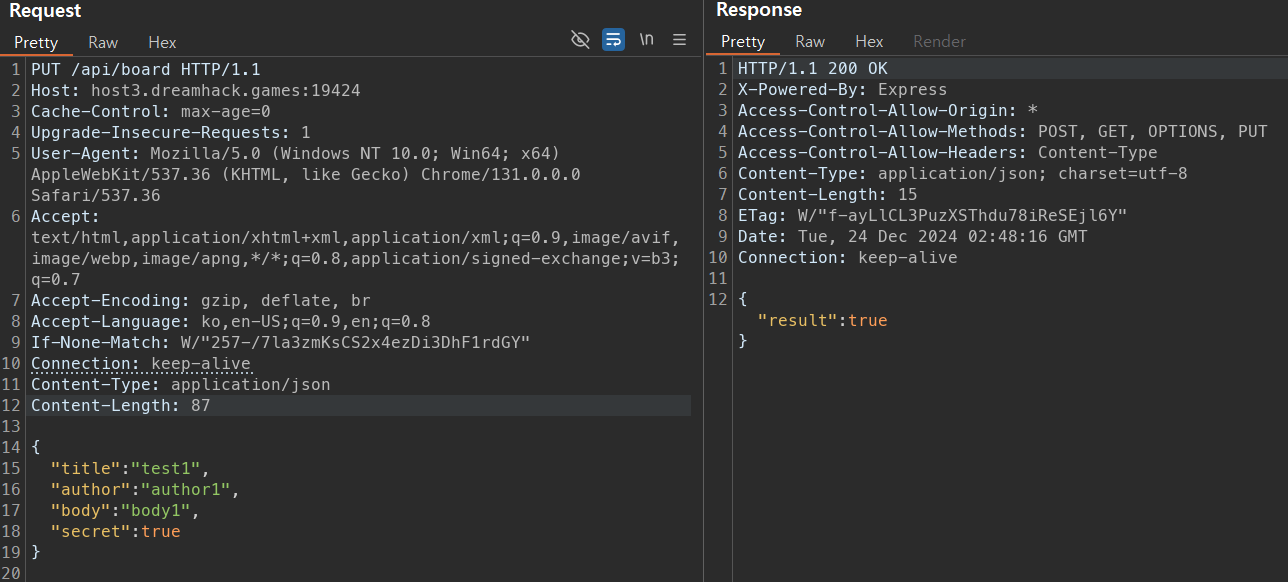 Request
Pretty Raw Hex
\n
1 PUT /api/board HTTP/1.1
2 Host: host3.dreamhack.games:19424
3 Cache-Control: max-age=0
4 Upgrade-Insecure-Requests: 1
5 User-Agent: Mozilla/5.0 (Windows NT 10.0; Win64; x64)
AppleWebKit/537.36 (KHTML, like Gecko) Chrome/131.0.0.0
Safari/537.36
6 Accept:
text/html,application/xhtml+xml,application/xml;q=0.9,image/avif,
image/webp,image/apng,*/*;q=0.8,application/signed-exchange;v=b3;
q=0.7
7 Accept-Encoding: gzip, deflate, br
8 Accept-Language: ko,en-US;q=0.9,en;q=0.8
9 If-None-Match: W/"257-/7la3zmKsCS2x4ezDi3DhF1rdGY"
10 Connection: keep-alive
11 Content-Type: application/json
12 Content-Length: 87
13
14 {
15 "title":"test1",
16 "author":"author1",
17 "body":"body1",
18 "secret":true
19 }
20
Response
Pretty Raw Hex Render
1 HTTP/1.1 200 OK
2 X-Powered-By: Express
3 Access-Control-Allow-Origin: *
4 Access-Control-Allow-Methods: POST, GET, OPTIONS, PUT
5 Access-Control-Allow-Headers: Content-Type
6 Content-Type: application/json; charset=utf-8
7 Content-Length: 15
8 ETag: W/"f-ayLlCL3PuzXSThdu78iReSEjl6Y"
9 Date: Tue, 24 Dec 2024 02:48:16 GMT
10 Connection: keep-alive
11
12 {
"result":true
}